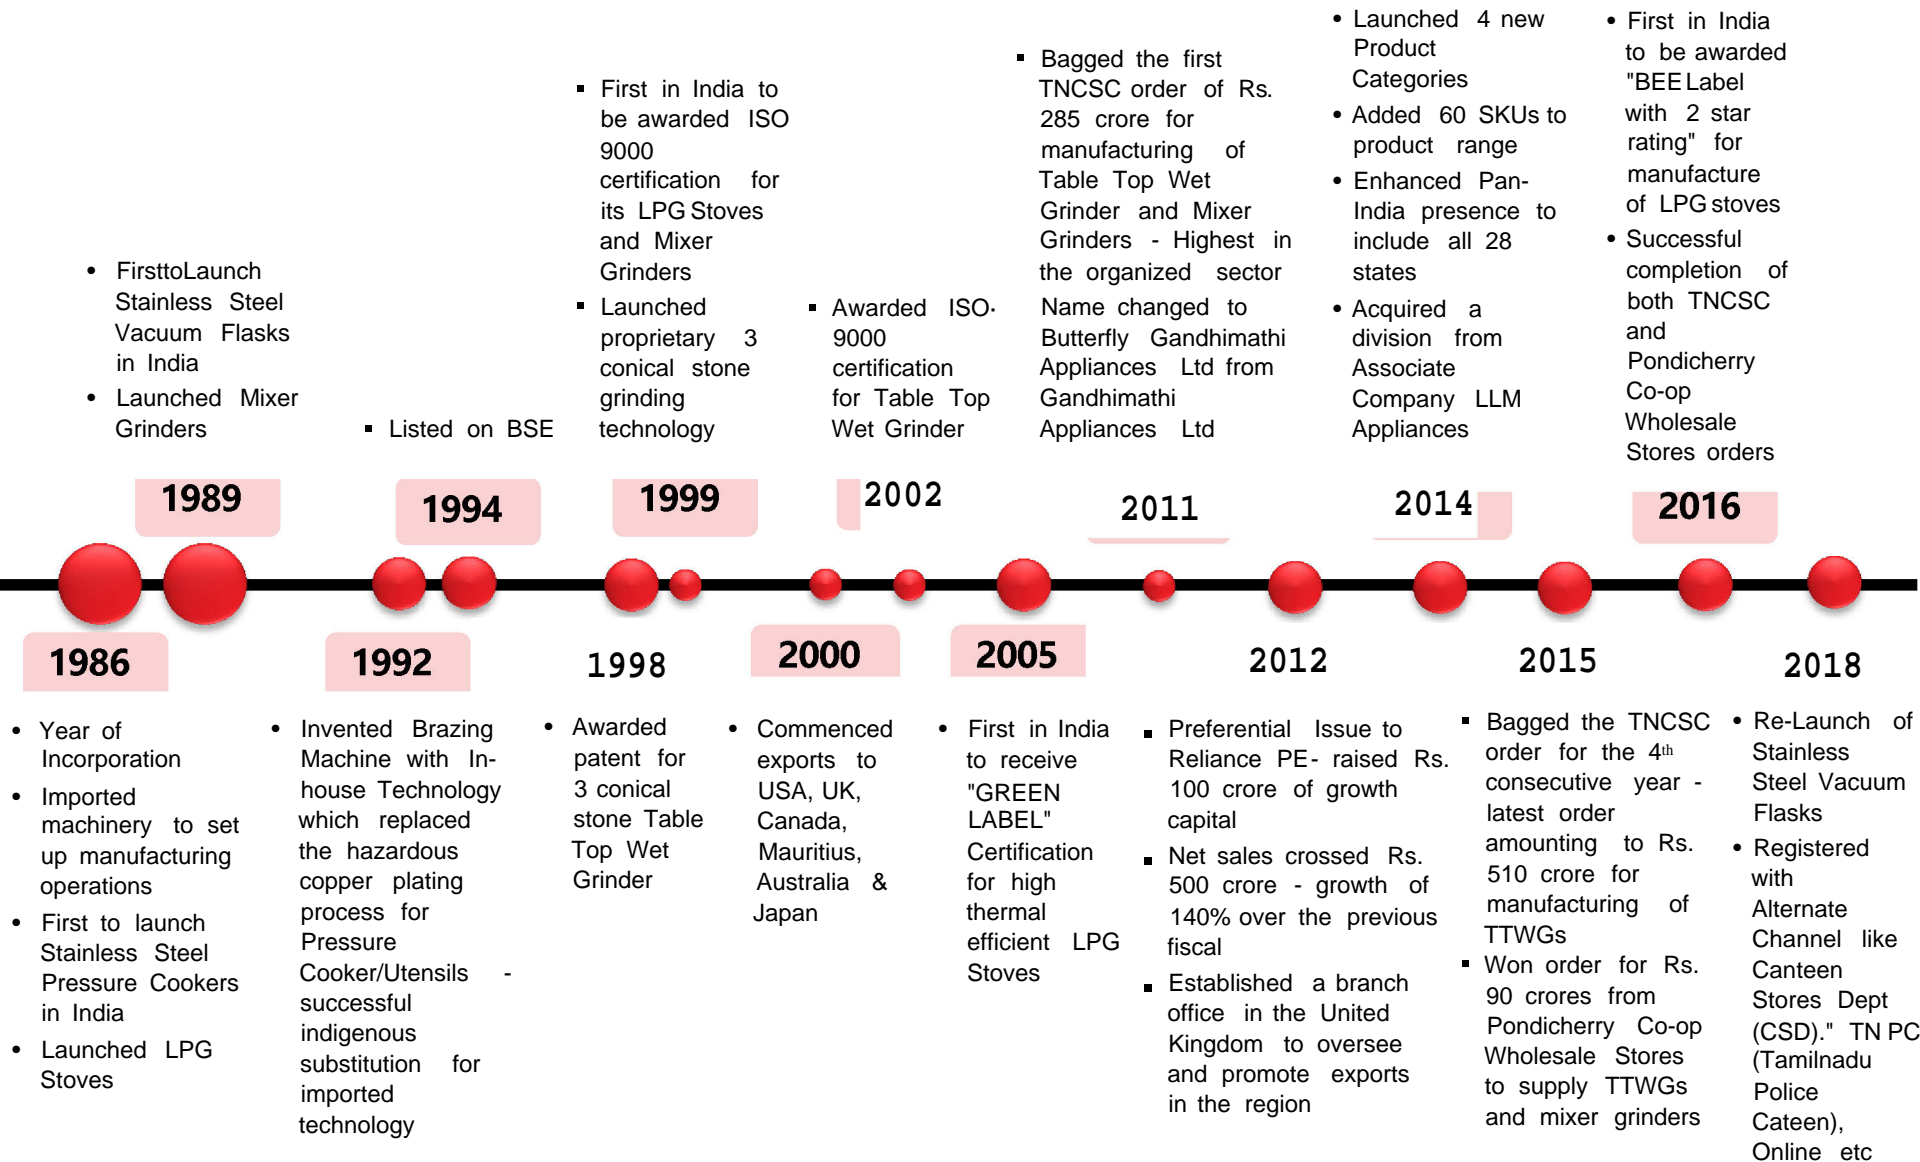 • FirsttoLaunch
Stainless Steel
Vacuum Flasks
in India
• Launched Mixer
Grinders
1989
▪ Listed on BSE
1994
▪ First in India to
be awarded ISO
9000
certification for
its LPG Stoves
and Mixer
Grinders
▪ Launched
proprietary 3
conical stone
grinding
technology
1999
▪ Awarded ISO·
9000
certification
for Table Top
Wet Grinder
2002
▪ Bagged the first
TNCSC order of Rs.
285 crore for
manufacturing of
Table Top Wet
Grinder and Mixer
Grinders - Highest in
the organized sector
Name changed to
Butterfly Gandhimathi
Appliances Ltd from
Gandhimathi
Appliances Ltd
2011
• Launched 4 new
Product
Categories
• Added 60 SKUs to
product range
• Enhanced Pan-
India presence to
include all 28
states
• Acquired a
division from
Associate
Company LLM
Appliances
2014
• First in India
to be awarded
"BEE Label
with 2 star
rating" for
manufacture
of LPG stoves
• Successful
completion of
both TNCSC
and
Pondicherry
Co-op
Wholesale
Stores orders
2016
1986
• Year of
Incorporation
• Imported
machinery to set
up manufacturing
operations
• First to launch
Stainless Steel
Pressure Cookers
in India
• Launched LPG
Stoves
1992
• Invented Brazing
Machine with In-
house Technology
which replaced
the hazardous
copper plating
process for
Pressure
Cooker/Utensils -
successful
indigenous
substitution for
imported
technology
1998
• Awarded
patent for
3 conical
stone Table
Top Wet
Grinder
2000
• Commenced
exports to
USA, UK,
Canada,
Mauritius,
Australia &
Japan
2005
• First in India
to receive
"GREEN
LABEL"
Certification
for high
thermal
efficient LPG
Stoves
2012
▪ Preferential Issue to
Reliance PE- raised Rs.
100 crore of growth
capital
▪ Net sales crossed Rs.
500 crore - growth of
140% over the previous
fiscal
▪ Established a branch
office in the United
Kingdom to oversee
and promote exports
in the region
2015
▪ Bagged the TNCSC
order for the 4th
consecutive year -
latest order
amounting to Rs.
510 crore for
manufacturing of
TTWGs
▪ Won order for Rs.
90 crores from
Pondicherry Co-op
Wholesale Stores
to supply TTWGs
and mixer grinders
2018
• Re-Launch of
Stainless
Steel Vacuum
Flasks
• Registered
with
Alternate
Channel like
Canteen
Stores Dept
(CSD)." TN PC
(Tamilnadu
Police
Cateen),
Online etc